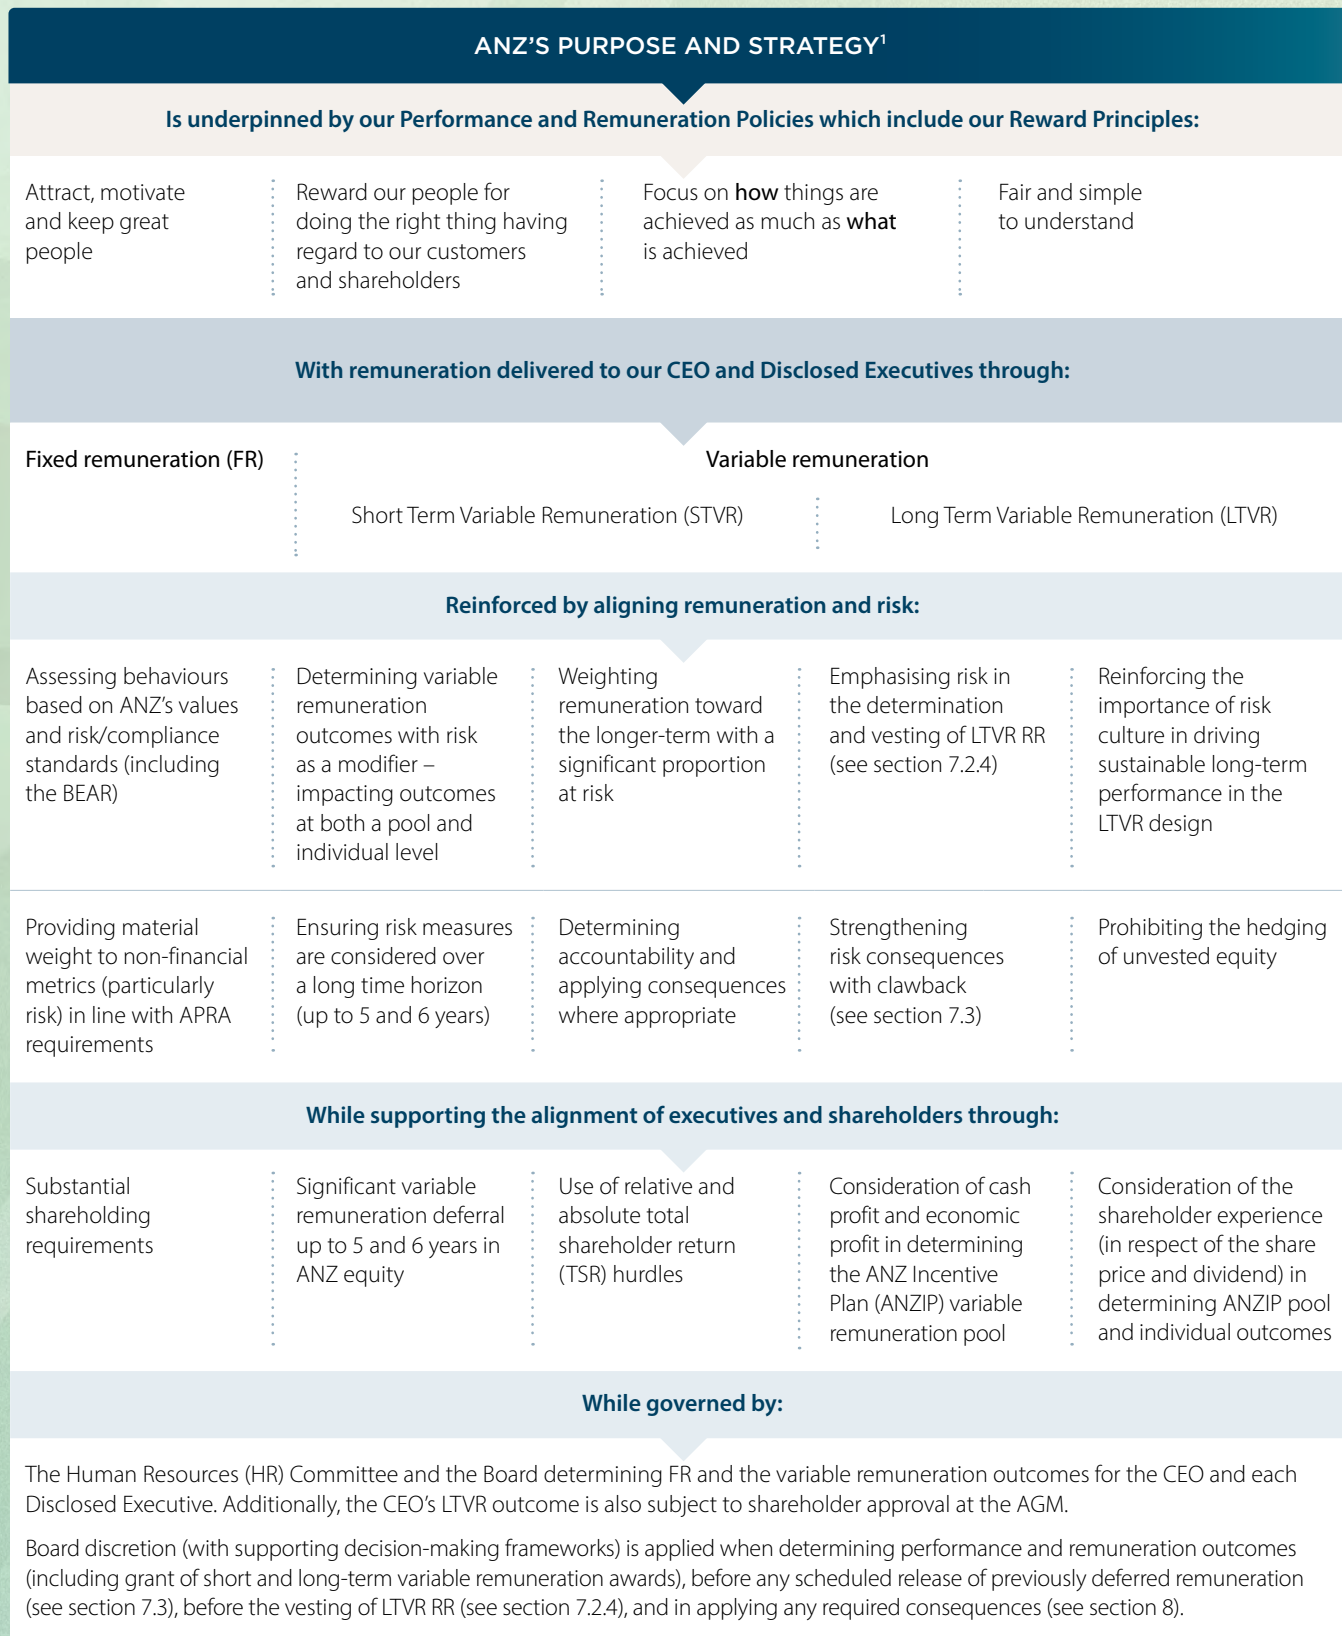 ANZ'S PURPOSE AND STRATEGY1
Is underpinned by our Performance and Remuneration Policies which include our Reward Principles:
Attract, motivate
and keep great
people
Reward our people for
doing the right thing having
regard to our customers
and shareholders
Focus on how things are
achieved as much as what
is achieved
Fair and simple
to understand
With remuneration delivered to our CEO and Disclosed Executives through:
Fixed remuneration (FR)
Variable remuneration
Short Term Variable Remuneration (STVR)
Long Term Variable Remuneration (LTVR)
Reinforced by aligning remuneration and risk:
Assessing behaviours
based on ANZ's values
and risk/compliance
standards (including
the BEAR)
Determining variable
remuneration
outcomes with risk
as a modifier –
impacting outcomes
at both a pool and
individual level
Weighting
remuneration toward
the longer-term with a
significant proportion
at risk
Emphasising risk in
the determination
and vesting of LTVR RR
(see section 7.2.4)
Reinforcing the
importance of risk
culture in driving
sustainable long-term
performance in the
LTVR design
Providing material
weight to non-financial
metrics (particularly
risk) in line with APRA
requirements
Ensuring risk measures
are considered over
a long time horizon
(up to 5 and 6 years)
Determining
accountability and
applying consequences
where appropriate
Strengthening
risk consequences
with clawback
(see section 7.3)
Prohibiting the hedging
of unvested equity
While supporting the alignment of executives and shareholders through:
Substantial
shareholding
requirements
Significant variable
remuneration deferral
up to 5 and 6 years in
ANZ equity
Use of relative and
absolute total
shareholder return
(TSR) hurdles
Consideration of cash
profit and economic
profit in determining
the ANZ Incentive
Plan (ANZIP) variable
remuneration pool
Consideration of the
shareholder experience
(in respect of the share
price and dividend) in
determining ANZIP pool
and individual outcomes
While governed by:
The Human Resources (HR) Committee and the Board determining FR and the variable remuneration outcomes for the CEO and each
Disclosed Executive. Additionally, the CEO's LTVR outcome is also subject to shareholder approval at the AGM.
Board discretion (with supporting decision-making frameworks) is applied when determining performance and remuneration outcomes
(including grant of short and long-term variable remuneration awards), before any scheduled release of previously deferred remuneration
(see section 7.3), before the vesting of LTVR RR (see section 7.2.4), and in applying any required consequences (see section 8).